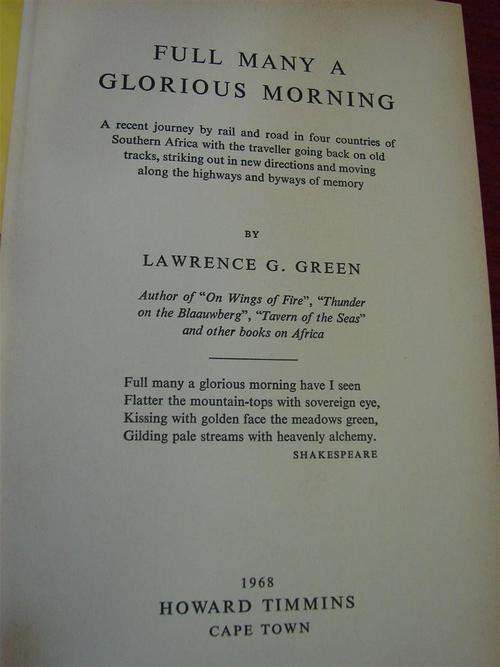 FULL MANY A
GLORIOUS MORNING
A recent journey by rail and road in four countries of
Southern Africa with the traveller going back on old
tracks, striking out in new directions and moving
along the highways and byways of memory
BY
LAWRENCE G. GREEN
Author of "On Wings of Fire", "Thunder
on the Blaauwberg", "Tavern of the Seas"
and other books on Africa
Full many a glorious morning have I seen
Flatter the mountain-tops with sovereign eye,
Kissing with golden face the meadows green,
Gilding pale streams with heavenly alchemy.
SHAKESPEARE
1968
HOWARD TIMMINS
CAPE TOWN